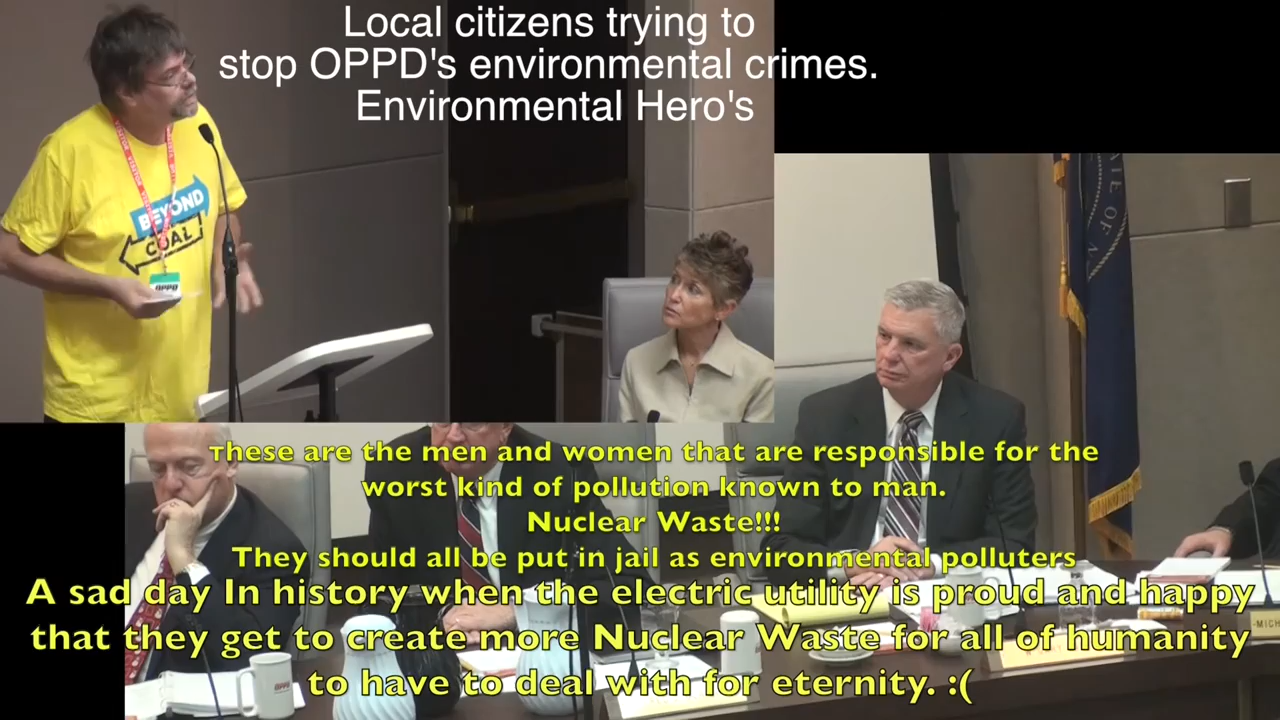 Local citizens trying to
stop OPPD's environmental crimes.
Environmental Hero's
BEYOND
COAL
OPPD
These are the men and women that are responsible for the
worst kind of pollution known to man.
Nuclear Waste!!!
They should all be put in jail as environmental polluters
A sad day In history when the electric utility is proud and happy
that they get to create more Nuclear Waste for all of humanity
to have to deal with for eternity. :(
OPPD